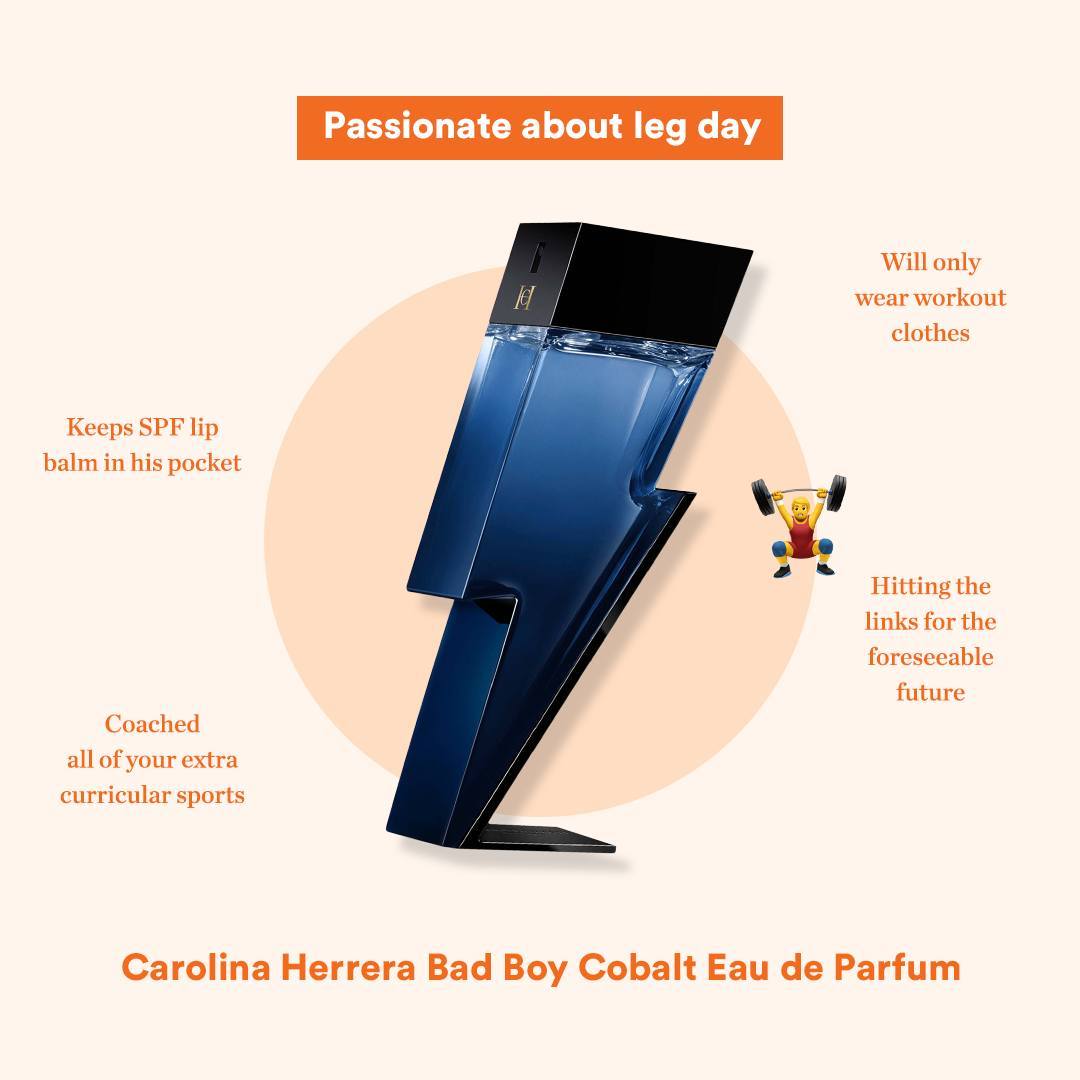 Passionate about leg day
Will only
wear workout
clothes
Keeps SPF lip
balm in his pocket
Hitting the
links for the
foreseeable
future
Coached
all of your extra
curricular sports
Carolina Herrera Bad Boy Cobalt Eau de Parfum